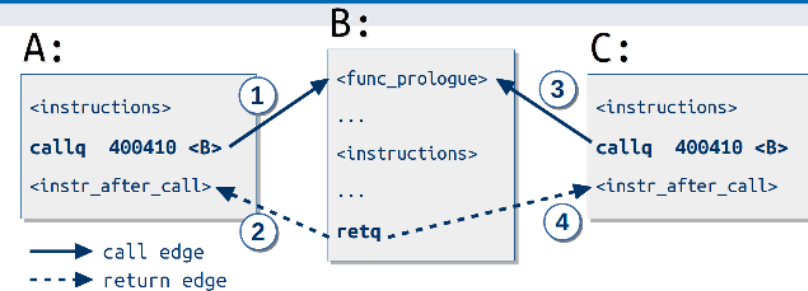 A:
<instructions>
callq 400410 <B>
<instr_after_call>
B:
<func_prologue>
...
<instructions>
...
retq
C:
<instructions>
callq 400410 <B>
<instr_after_call>
1
2
3
4
call edge
return edge